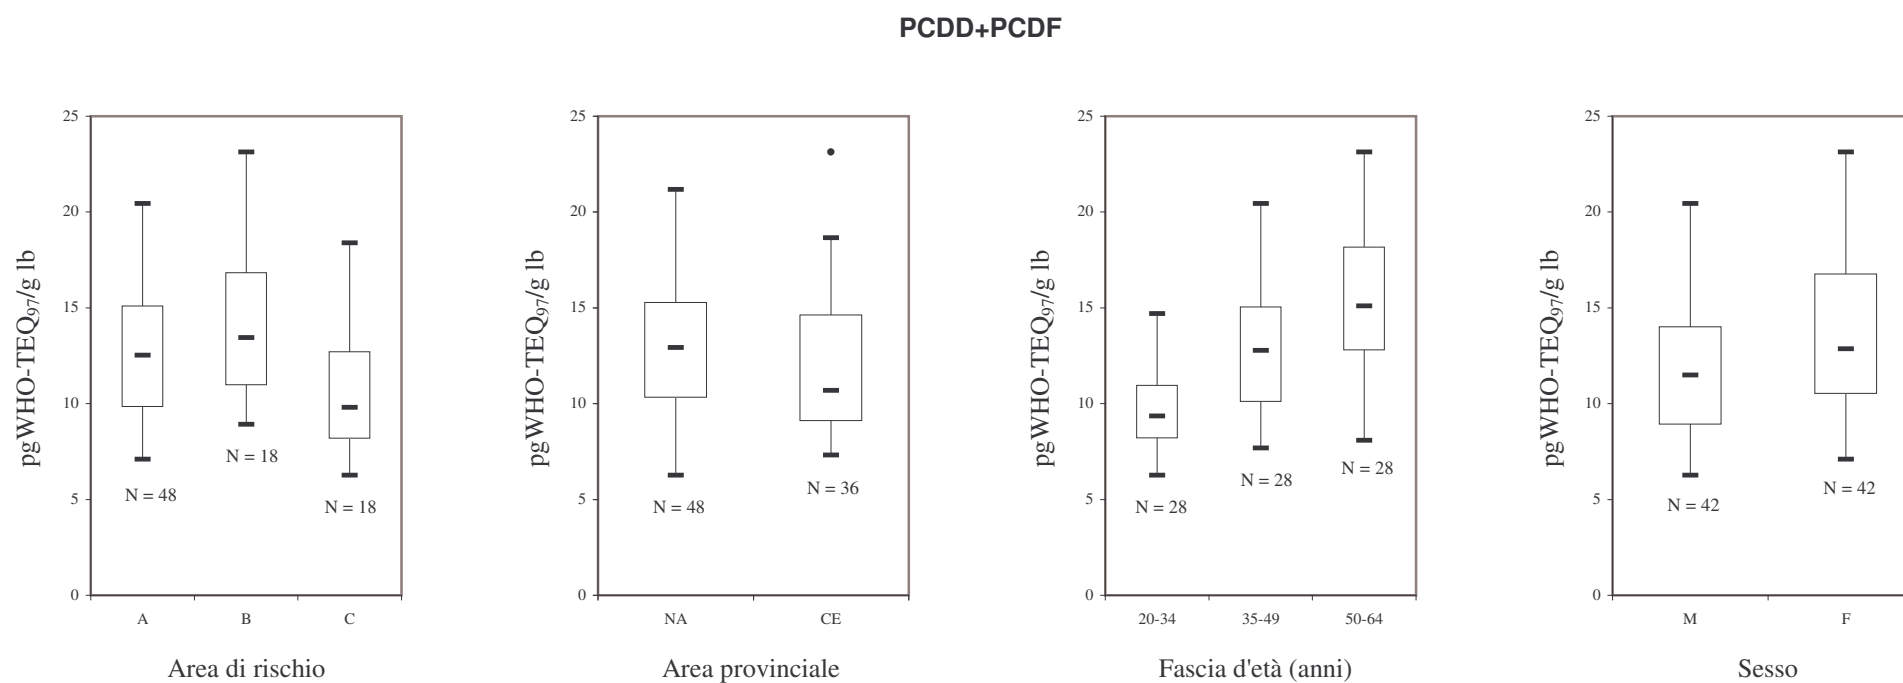 PCDD+PCDF
pgWHO-TEQ97/g lb
25
20
15
10
5
0
N = 48
N = 18
N = 18
A B C
Area di rischio
pgWHO-TEQ97/g lb
25
20
15
10
5
0
N = 48
N = 36
NA CE
Area provinciale
pgWHO-TEQ97/g lb
25
20
15
10
5
0
N = 28
N = 28
N = 28
20-34 35-49 50-64
Fascia d'età (anni)
pgWHO-TEQ97/g lb
25
20
15
10
5
0
N = 42
N = 42
M F
Sesso